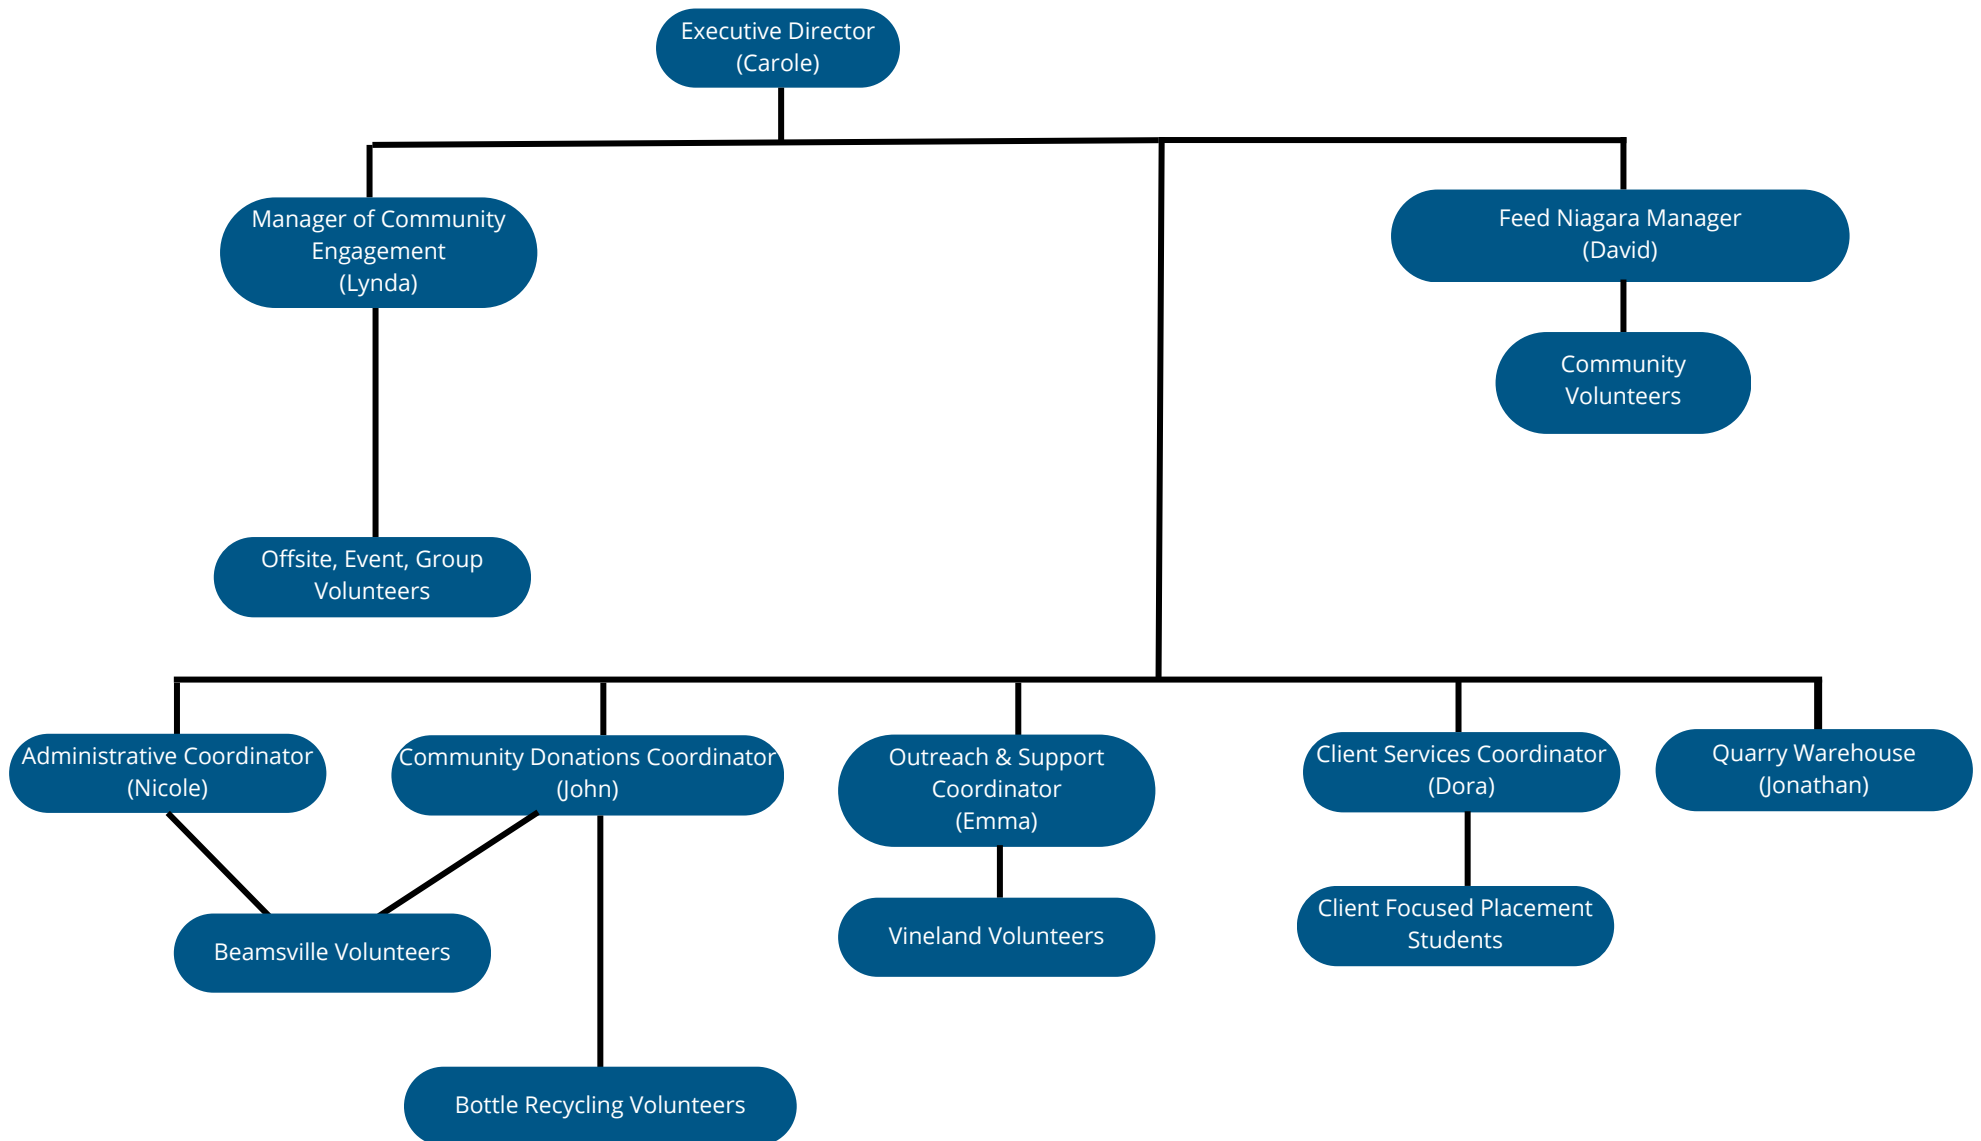 Executive Director
(Carole)
Manager of Community
Engagement
(Lynda)
Feed Niagara Manager
(David)
Community
Volunteers
Offsite, Event, Group
Volunteers
Administrative Coordinator
(Nicole)
Community Donations Coordinator
(John)
Outreach & Support
Coordinator
(Emma)
Client Services Coordinator
(Dora)
Quarry Warehouse
(Jonathan)
Beamsville Volunteers
Vineland Volunteers
Client Focused Placement
Students
Bottle Recycling Volunteers